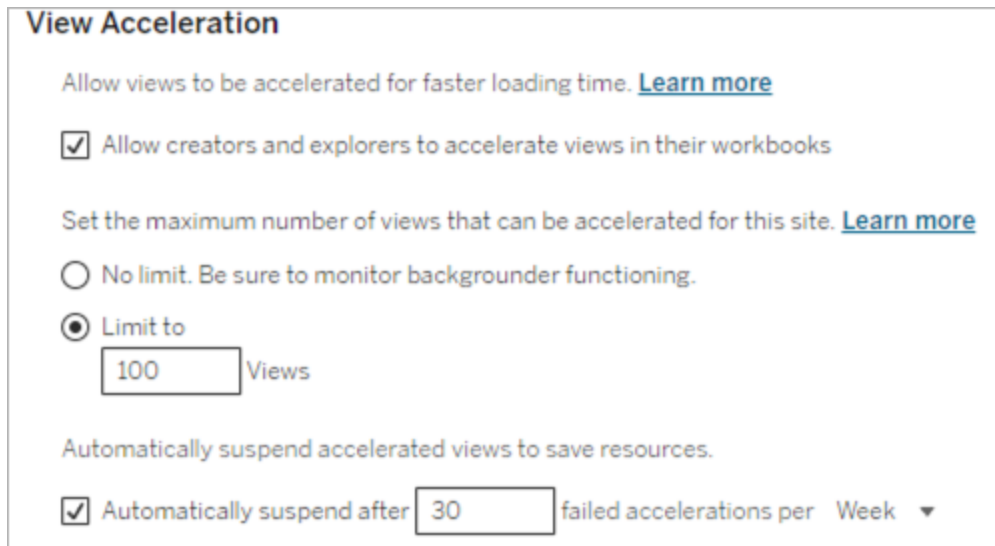 View Acceleration
Allow views to be accelerated for faster loading time. Learn more
Allow creators and explorers to accelerate views in their workbooks
Set the maximum number of views that can be accelerated for this site. Learn more
No limit. Be sure to monitor backgrounder functioning.
Limit to
100 Views
Automatically suspend accelerated views to save resources.
Automatically suspend after 30 failed accelerations per Week